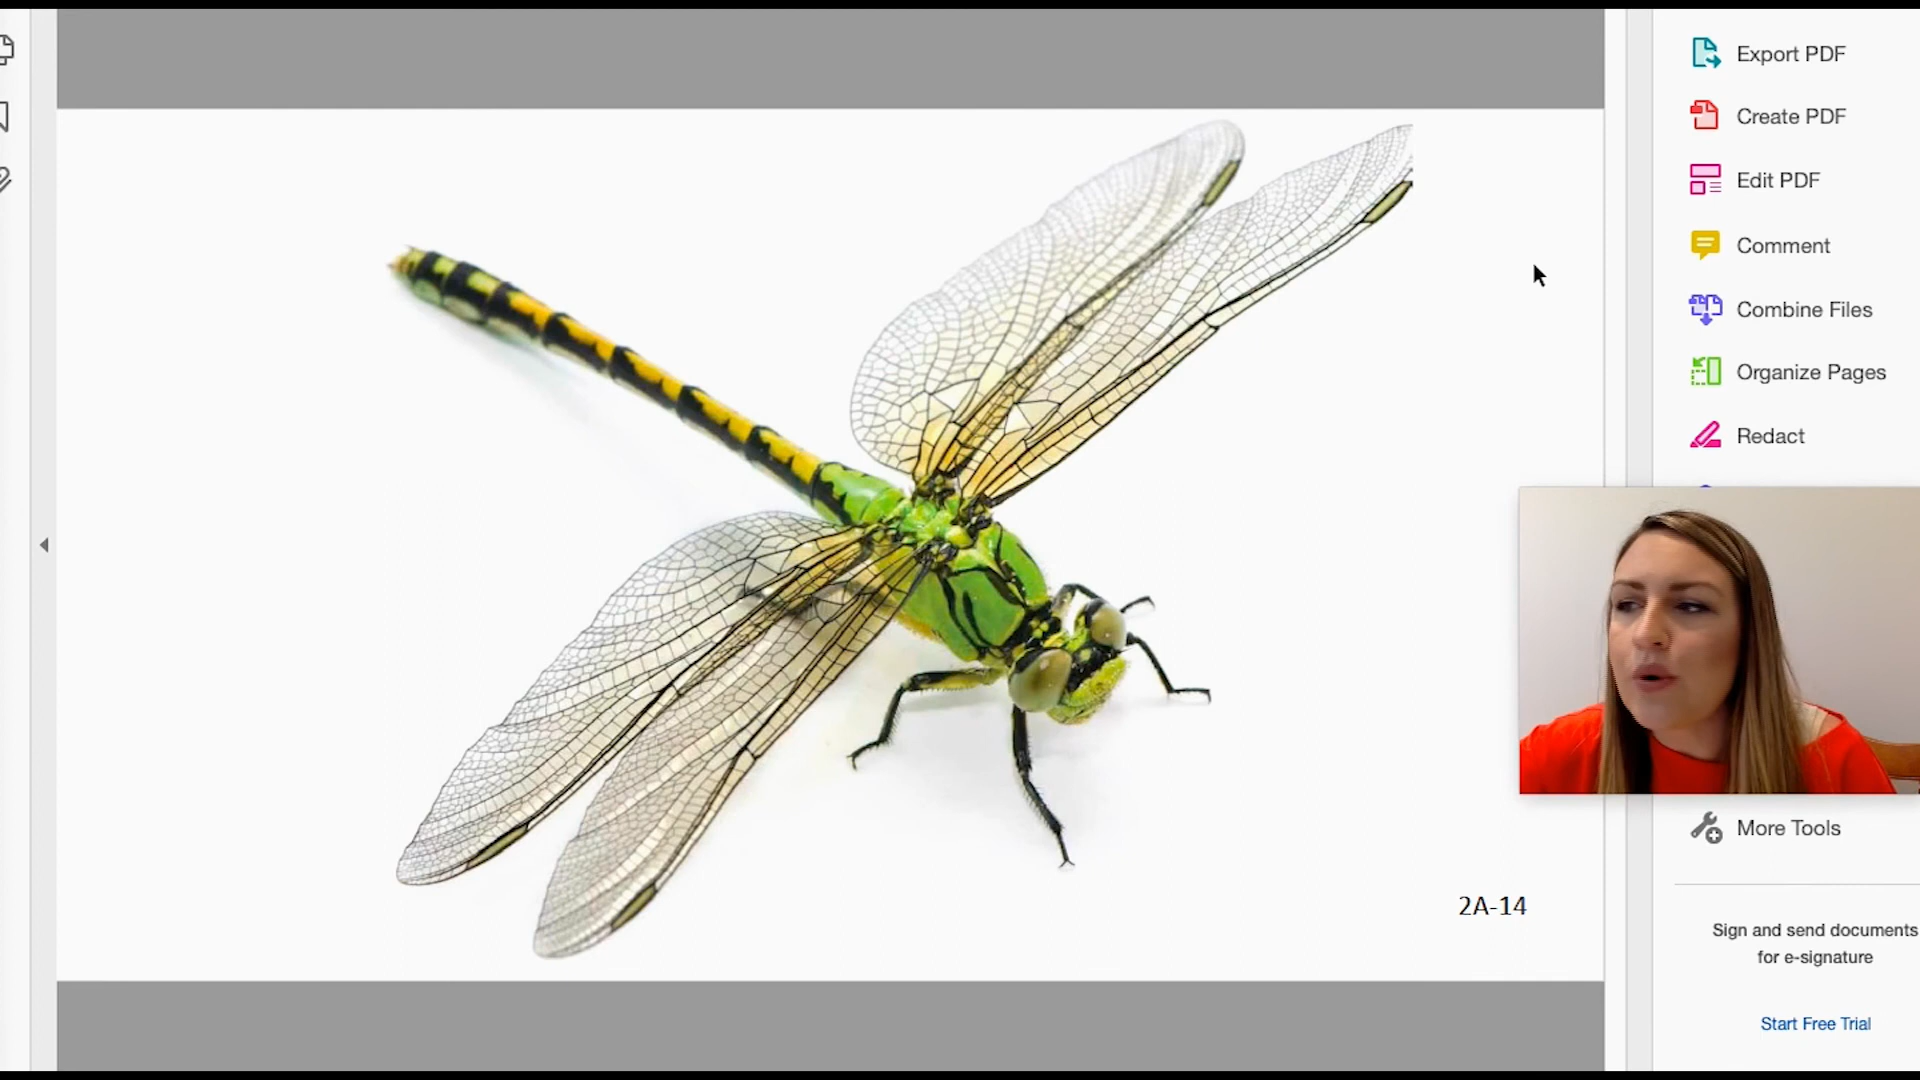 Export PDF
Create PDF
Edit PDF
Comment
Combine Files
Organize Pages
Redact
More Tools
2A-14
Sign and send documents
for e-signature
Start Free Trial